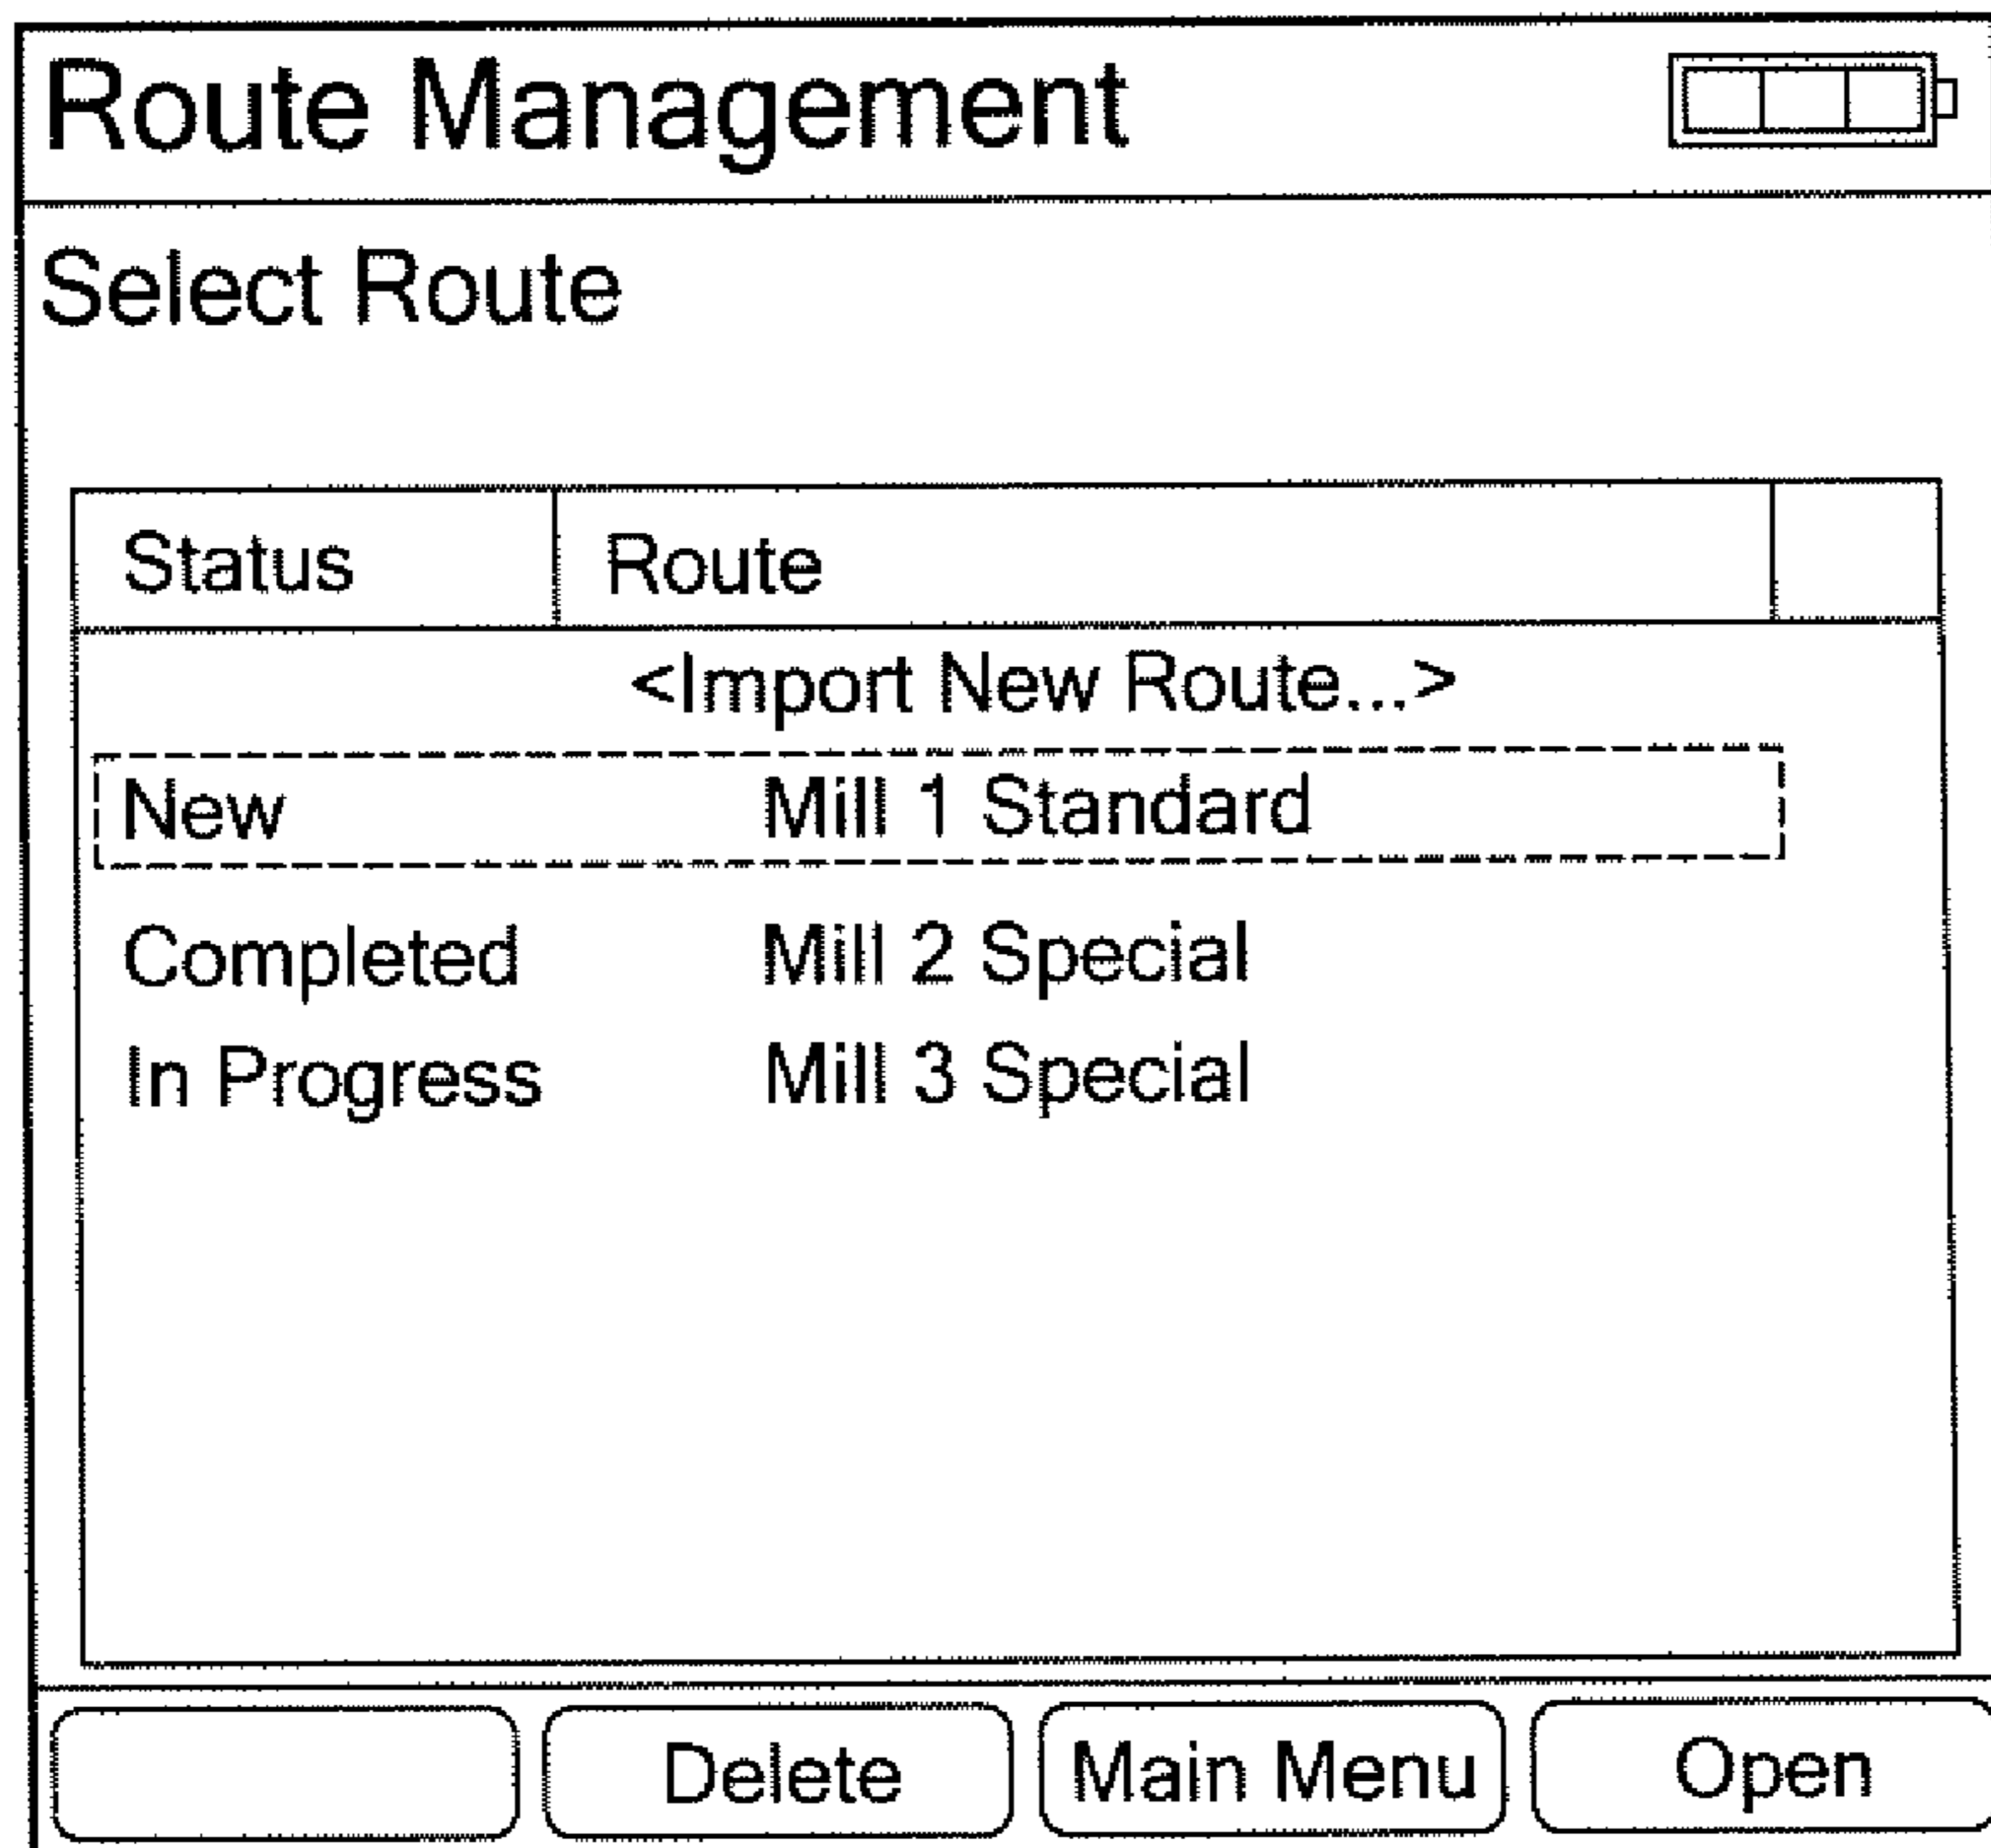 Route Management
Select Route
Status Route
<Import New Route...>
New Mill 1 Standard
Completed Mill 2 Special
In Progress Mill 3 Special
Delete Main Menu Open